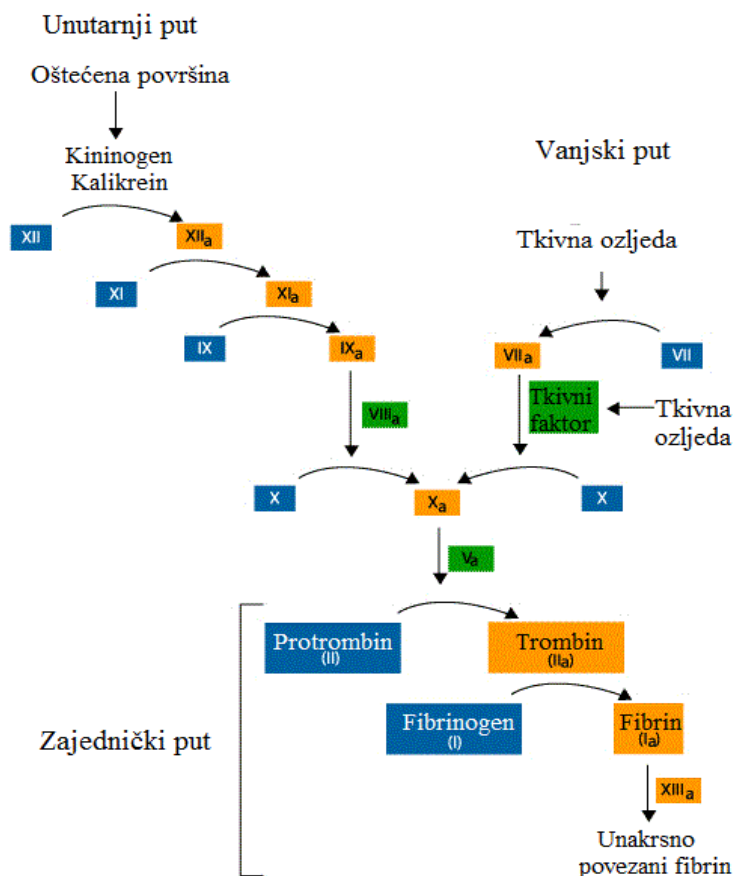 Unutarnji put
Oštećena površina
Kininogen
Kalikrein
Vanjski put
Tkivna ozljeda
XII
XIIa
XI
XIa
IX
IXa
VIIa
VII
VIIIa
Tkivni
faktor
Tkivna
ozljeda
X
Xa
X
Va
Protrombin
(II)
Trombin
(IIa)
Fibrinogen
(I)
Fibrin
(Ia)
Zajednički put
XIIIa
Unakrsno
povezani fibrin